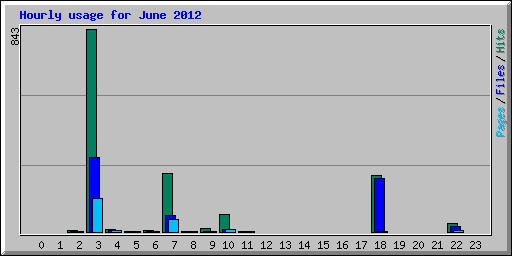 Hourly usage for June 2012
843
Pages/Files/Hits
0 1 2 3 4 5 6 7 8 9 10 11 12 13 14 15 16 17 18 19 20 21 22 23